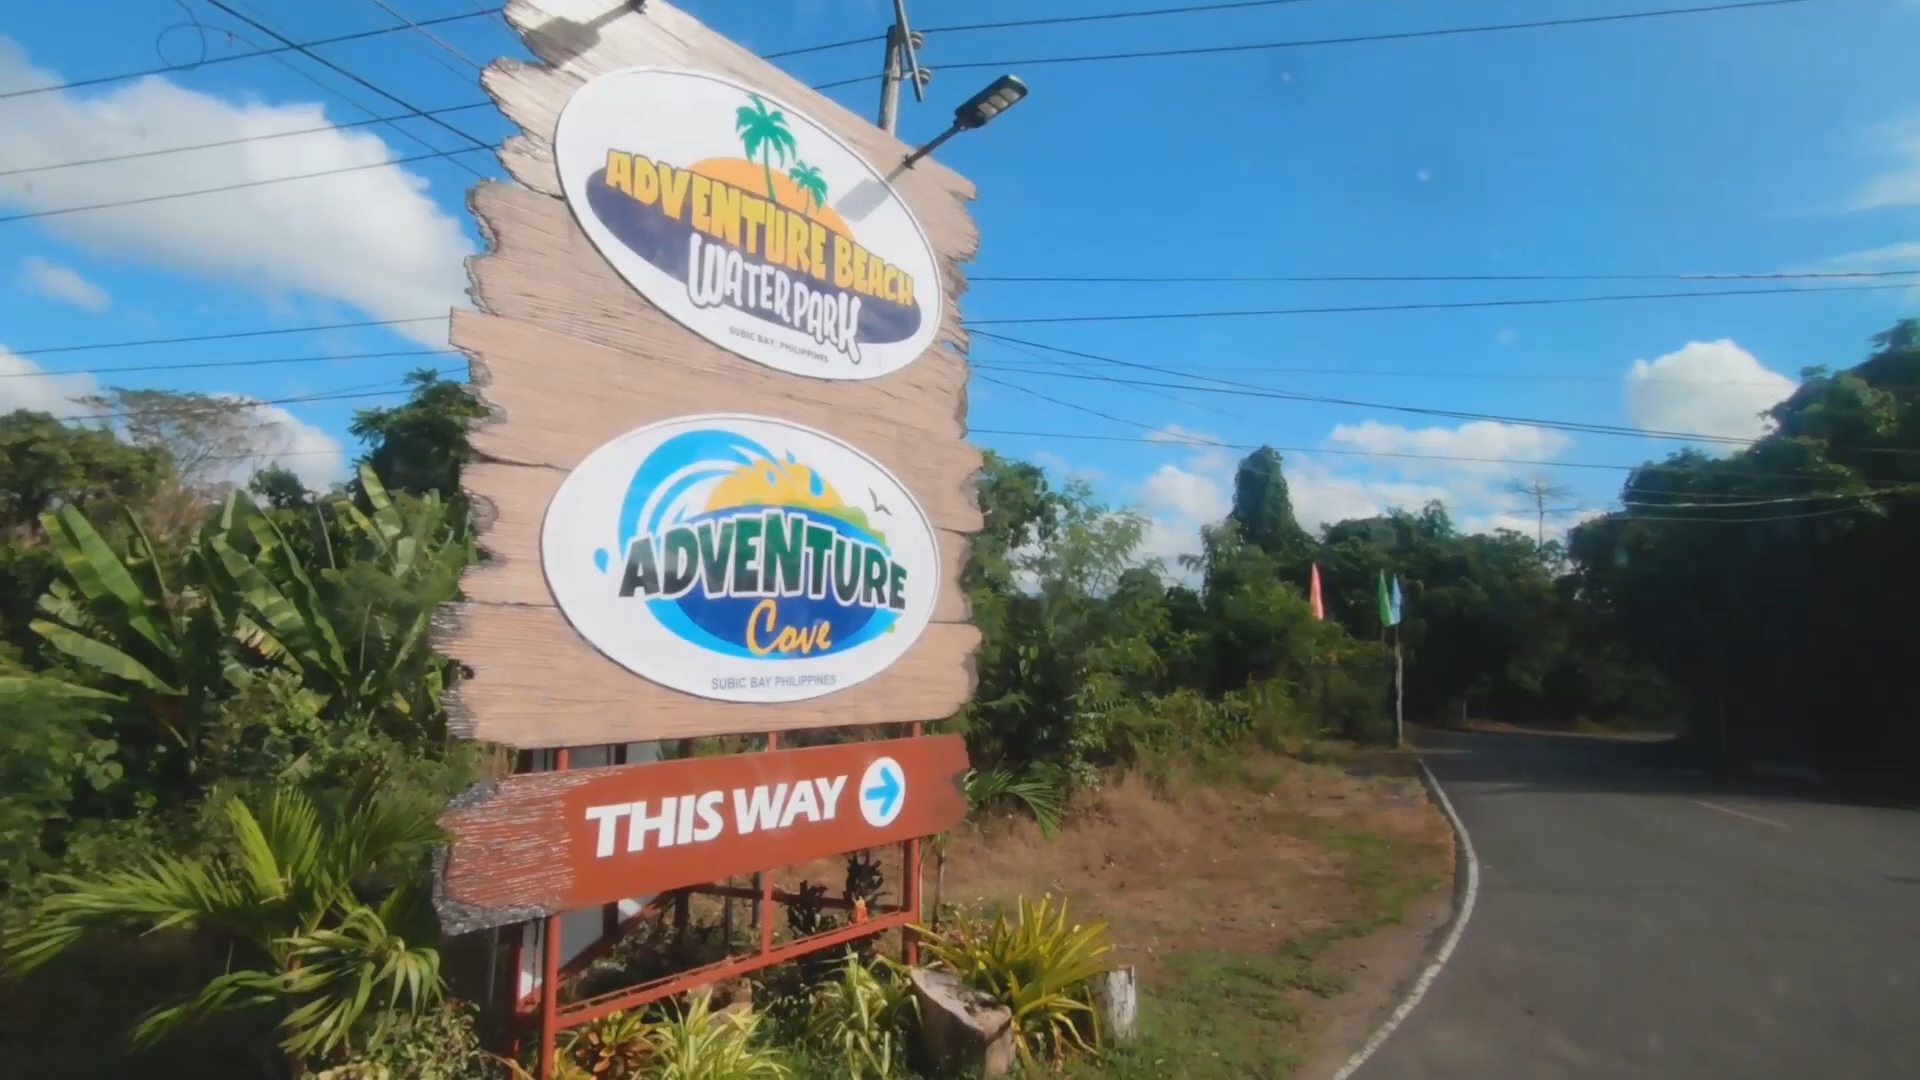 ADVENTURE BEACH
WATERPARK
SUBIC BAY, PHILIPPINES
ADVENTURE
Cove
SUBIC BAY PHILIPPINES
THIS WAY